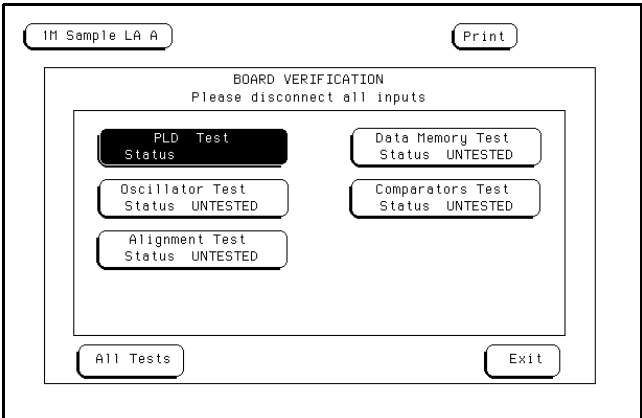 1M Sample LA A
Print
BOARD VERIFICATION
Please disconnect all inputs
PLD Test
Status
Data Memory Test
Status UNTESTED
Oscillator Test
Status UNTESTED
Comparators Test
Status UNTESTED
Alignment Test
Status UNTESTED
All Tests
Exit